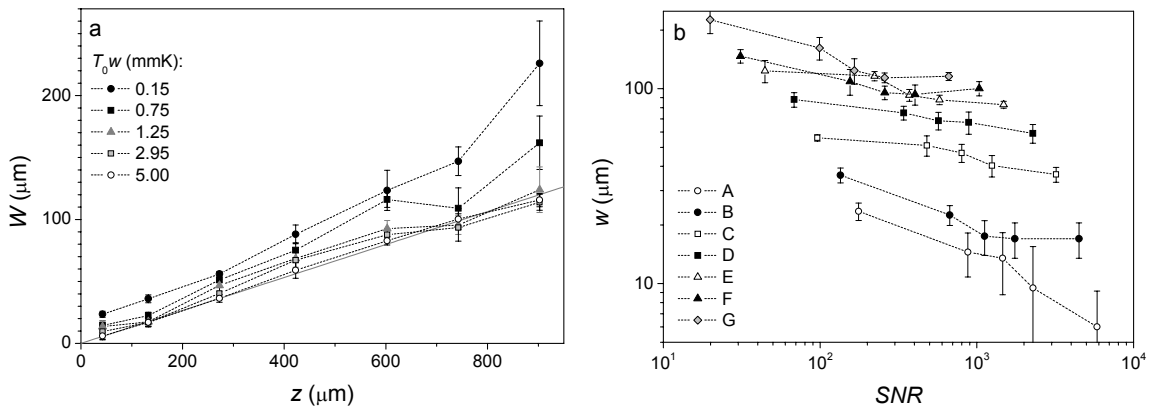 a
T₀w (mmK):
0.15
0.75
1.25
2.95
5.00
200
100
0
W (μm)
0 200 400 600 800
z (μm)
b
A
B
C
D
E
F
G
100
10
w (μm)
10¹ 10² 10³ 10⁴
SNR